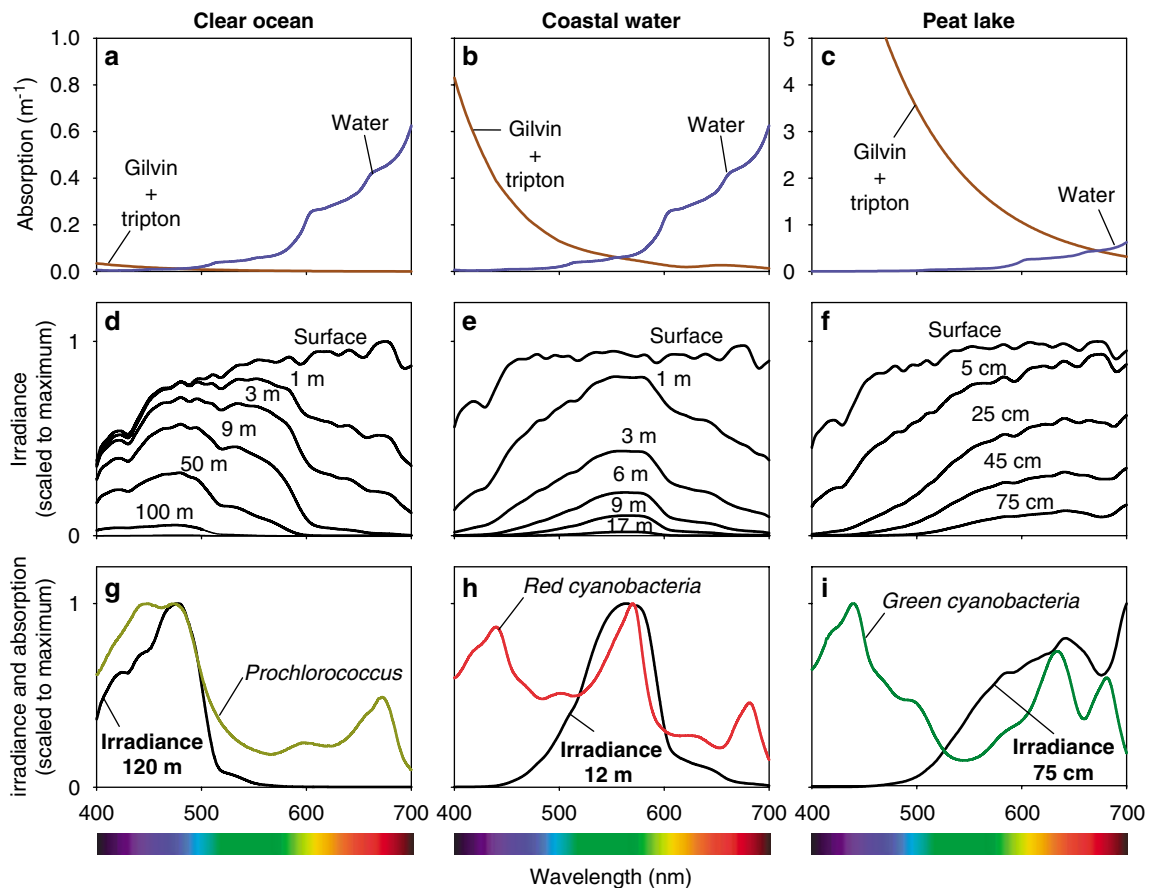 Clear ocean
Coastal water
Peat lake
Absorption (m⁻¹)
1.0
0.8
0.6
0.4
0.2
0.0
a
Water
Gilvin
+
tripton
b
Gilvin
+
tripton
Water
5
4
3
2
1
0
c
Gilvin
+
tripton
Water
Irradiance
(scaled to maximum)
1
0
d
Surface
1 m
3 m
9 m
50 m
100 m
e
Surface
1 m
3 m
6 m
9 m
17 m
f
Surface
5 cm
25 cm
45 cm
75 cm
irradiance and absorption
(scaled to maximum)
1
0
g
Prochlorococcus
Irradiance
120 m
h
Red cyanobacteria
Irradiance
12 m
i
Green cyanobacteria
Irradiance
75 cm
400 500 600 700
400 500 600 700
400 500 600 700
Wavelength (nm)